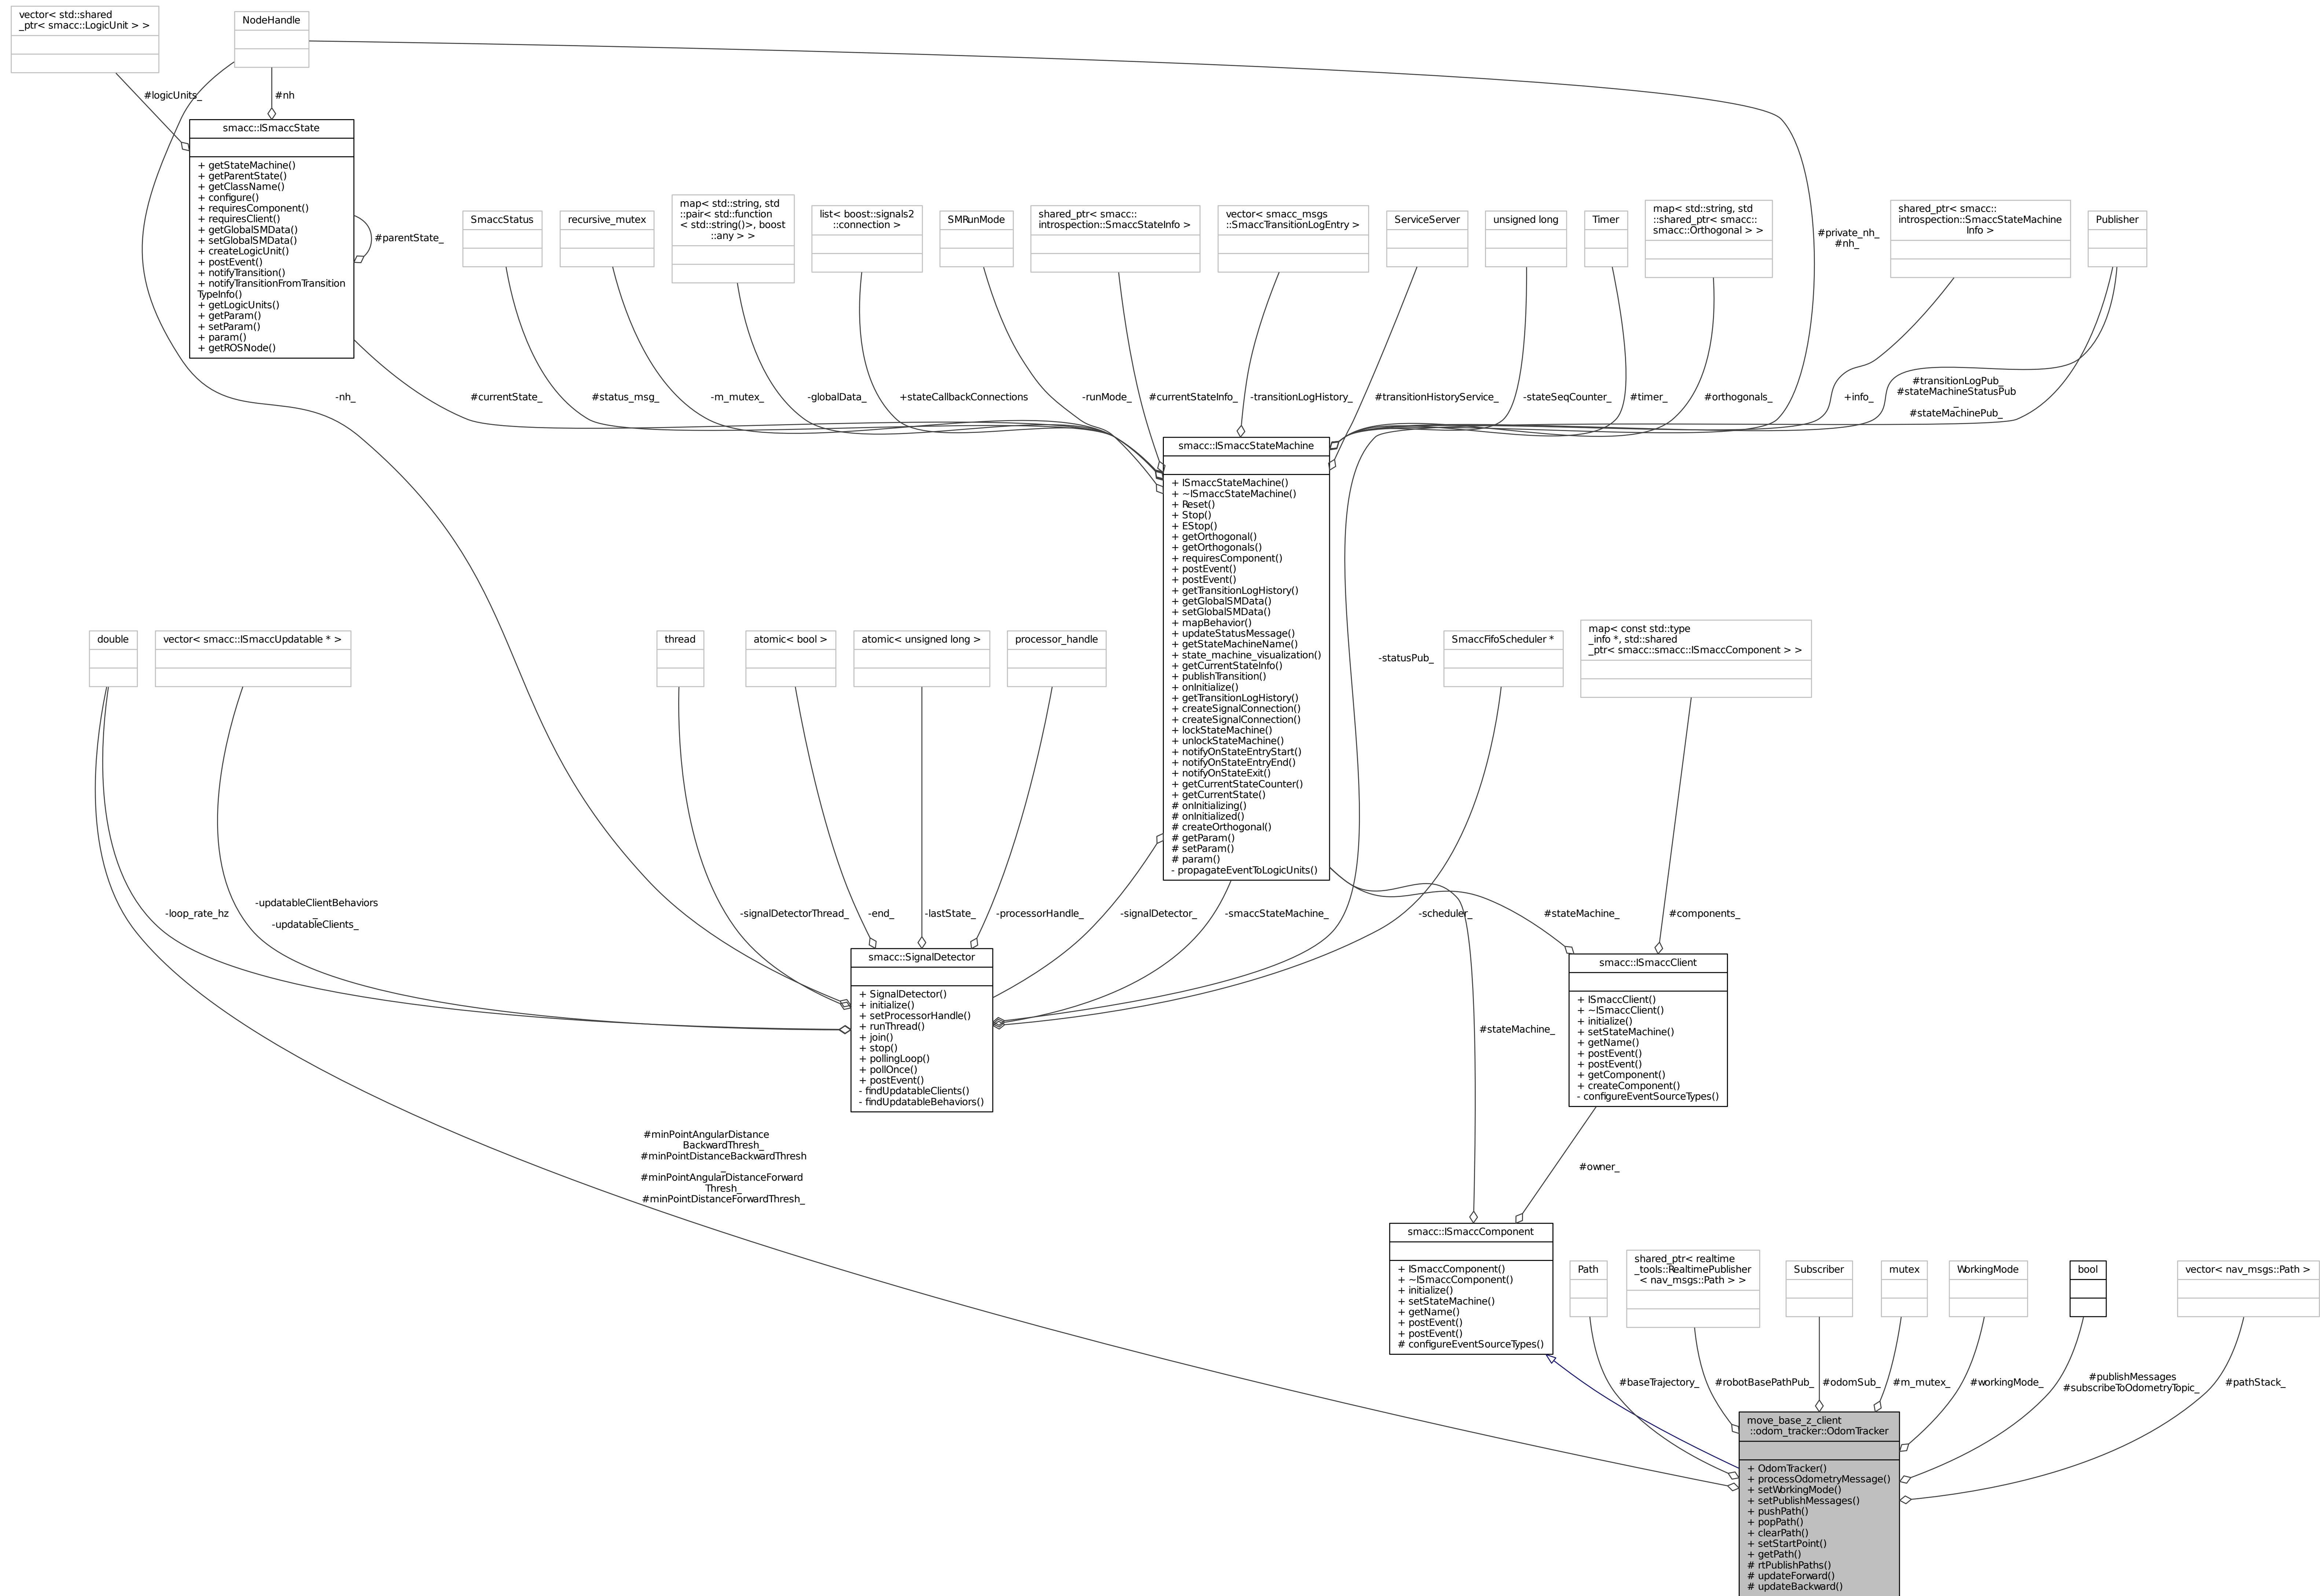 vector< std::shared
_ptr< smacc::LogicUnit > >
NodeHandle
#logicUnits_
#nh
smacc::ISmaccState
+ getStateMachine()
+ getParentState()
+ getClassName()
+ configure()
+ requiresComponent()
+ requiresClient()
+ getGlobalSMData()
+ setGlobalSMData()
+ createLogicUnit()
+ postEvent()
+ notifyTransition()
+ notifyTransitionFromTransition
TypeInfo()
+ getLogicUnits()
+ getParam()
+ setParam()
+ param()
+ getROSNode()
#parentState_
SmaccStatus
recursive_mutex
map< std::string, std
::pair< std::function
< std::string()>, boost
::any > >
list< boost::signals2
::connection >
SMRunMode
shared_ptr< smacc::
introspection::SmaccStateInfo >
vector< smacc_msgs
::SmaccTransitionLogEntry >
ServiceServer
unsigned long
Timer
map< std::string, std
::shared_ptr< smacc::
smacc::Orthogonal > >
#private_nh_
#nh_
shared_ptr< smacc::
introspection::SmaccStateMachine
Info >
Publisher
-nh_
#currentState_
#status_msg_
-m_mutex_
-globalData_
+stateCallbackConnections
-runMode_
#currentStateInfo_
-transitionLogHistory_
#transitionHistoryService_
-stateSeqCounter_
#timer_
#orthogonals_
+info_
#transitionLogPub_
#stateMachineStatusPub
_
#stateMachinePub_
smacc::ISmaccStateMachine
+ ISmaccStateMachine()
+ ~ISmaccStateMachine()
+ Reset()
+ Stop()
+ EStop()
+ getOrthogonal()
+ getOrthogonals()
+ requiresComponent()
+ postEvent()
+ postEvent()
+ getTransitionLogHistory()
+ getGlobalSMData()
+ setGlobalSMData()
+ mapBehavior()
+ updateStatusMessage()
+ getStateMachineName()
+ state_machine_visualization()
+ getCurrentStateInfo()
+ publishTransition()
+ onInitialize()
+ getTransitionLogHistory()
+ createSignalConnection()
+ createSignalConnection()
+ lockStateMachine()
+ unlockStateMachine()
+ notifyOnStateEntryStart()
+ notifyOnStateEntryEnd()
+ notifyOnStateExit()
+ getCurrentStateCounter()
+ getCurrentState()
# onInitializing()
# onInitialized()
# createOrthogonal()
# getParam()
# setParam()
# param()
- propagateEventToLogicUnits()
double
vector< smacc::ISmaccUpdatable * >
thread
atomic< bool >
atomic< unsigned long >
processor_handle
-statusPub_
SmaccFifoScheduler *
map< const std::type
_info *, std::shared
_ptr< smacc::smacc::ISmaccComponent > >
-loop_rate_hz
-updatableClientBehaviors
_
-updatableClients_
-signalDetectorThread_
-end_
-lastState_
-processorHandle_
-signalDetector_
-smaccStateMachine_
-scheduler_
#stateMachine_
#components_
smacc::SignalDetector
+ SignalDetector()
+ initialize()
+ setProcessorHandle()
+ runThread()
+ join()
+ stop()
+ pollingLoop()
+ pollOnce()
+ postEvent()
- findUpdatableClients()
- findUpdatableBehaviors()
smacc::ISmaccClient
+ ISmaccClient()
+ ~ISmaccClient()
+ initialize()
+ setStateMachine()
+ getName()
+ postEvent()
+ postEvent()
+ getComponent()
+ createComponent()
- configureEventSourceTypes()
#stateMachine_
#minPointAngularDistance
BackwardThresh_
#minPointDistanceBackwardThresh
_
#minPointAngularDistanceForward
Thresh_
#minPointDistanceForwardThresh_
#owner_
smacc::ISmaccComponent
+ ISmaccComponent()
+ ~ISmaccComponent()
+ initialize()
+ setStateMachine()
+ getName()
+ postEvent()
+ postEvent()
# configureEventSourceTypes()
Path
shared_ptr< realtime
_tools::RealtimePublisher
< nav_msgs::Path > >
Subscriber
mutex
WorkingMode
bool
vector< nav_msgs::Path >
#baseTrajectory_
#robotBasePathPub_
#odomSub_
#m_mutex_
#workingMode_
#publishMessages
#subscribeToOdometryTopic_
#pathStack_
move_base_z_client
::odom_tracker::OdomTracker
+ OdomTracker()
+ processOdometryMessage()
+ setWorkingMode()
+ setPublishMessages()
+ pushPath()
+ popPath()
+ clearPath()
+ setStartPoint()
+ getPath()
# rtPublishPaths()
# updateForward()
# updateBackward()